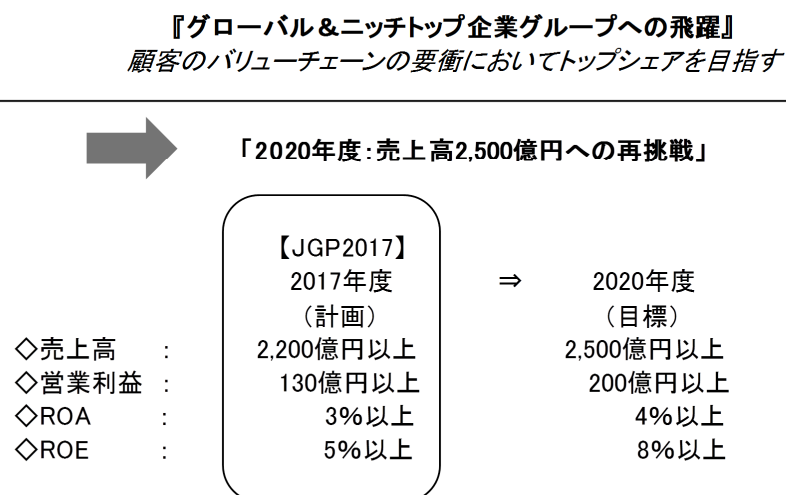 『グローバル＆ニッチトップ企業グループへの飛躍』
顧客のバリューチェーンの要衝においてトップシェアを目指す
「2020年度：売上高2,500億円への再挑戦」
【JGP2017】
2017年度 ⇒ 2020年度
（計画） （目標）
◇売上高 ： 2,200億円以上 2,500億円以上
◇営業利益 ： 130億円以上 200億円以上
◇ROA ： 3%以上 4%以上
◇ROE ： 5%以上 8%以上